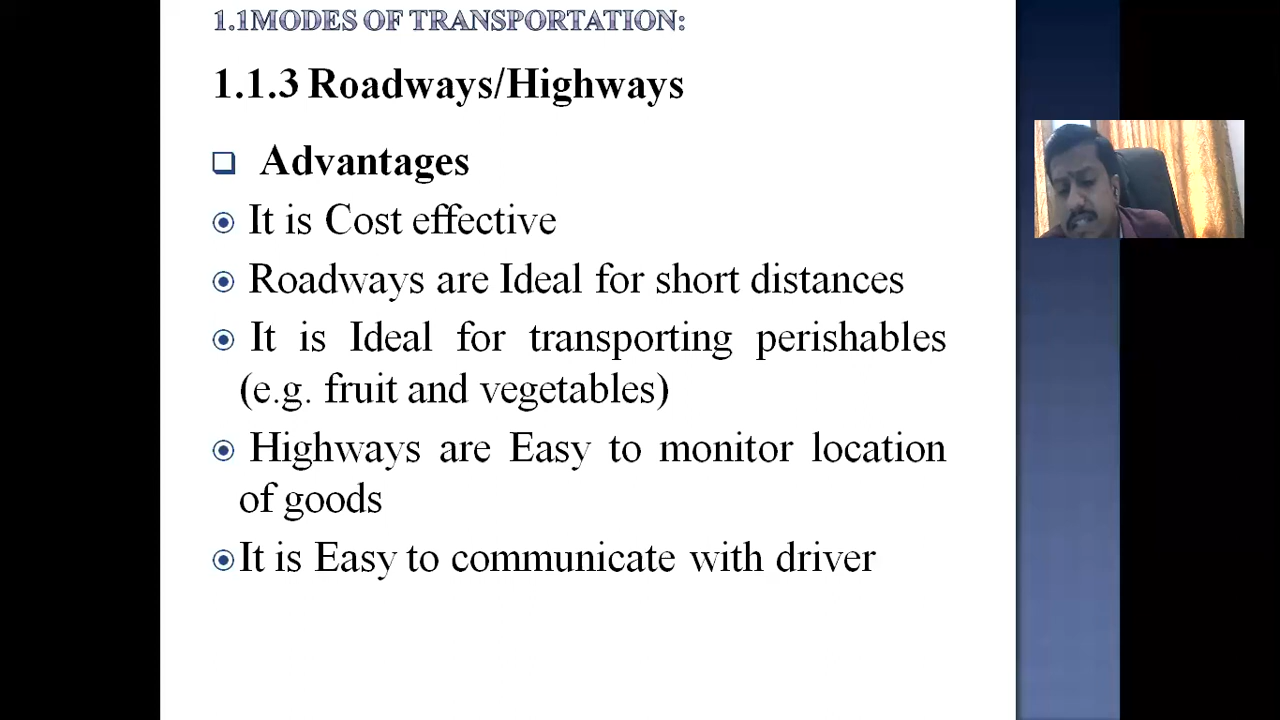 1.1MODES OF TRANSPORTATION:
1.1.3 Roadways/Highways
Advantages
It is Cost effective
Roadways are Ideal for short distances
It is Ideal for transporting perishables
(e.g. fruit and vegetables)
Highways are Easy to monitor location
of goods
It is Easy to communicate with driver